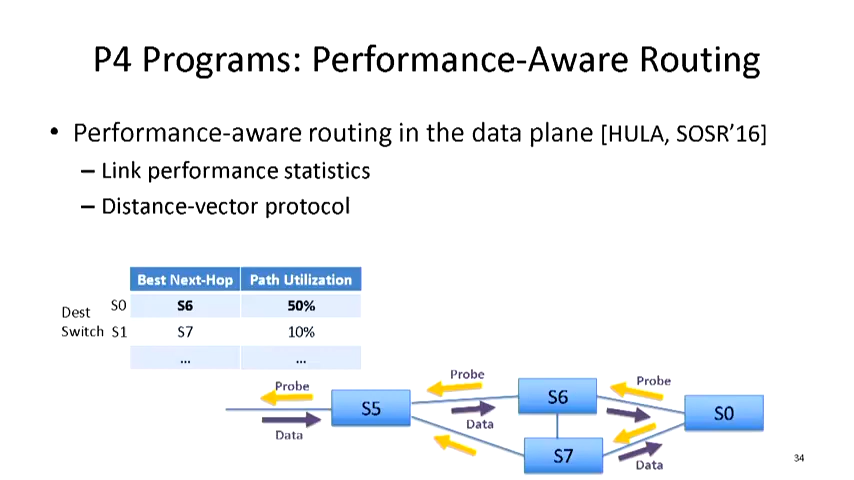 P4 Programs: Performance-Aware Routing
• Performance-aware routing in the data plane [HULA, SOSR'16]
– Link performance statistics
– Distance-vector protocol
Best Next-Hop Path Utilization
Dest S0 S6 50%
Switch S1 S7 10%
... ...
Probe Probe Probe
S5 S6 S0
Data Data
S7
Data
34